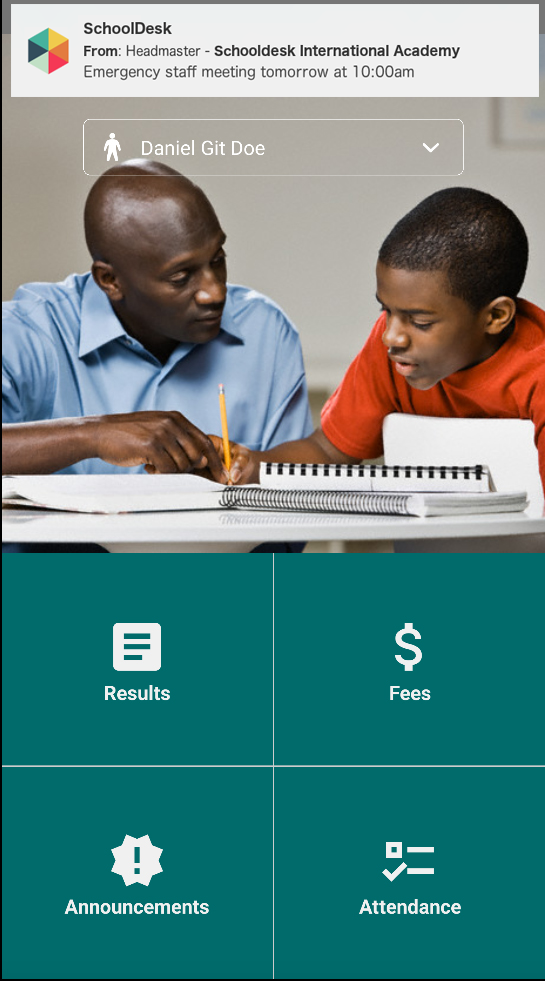 SchoolDesk
From: Headmaster - Schooldesk International Academy
Emergency staff meeting tomorrow at 10:00am
Daniel Git Doe
Results
Fees
Announcements
Attendance